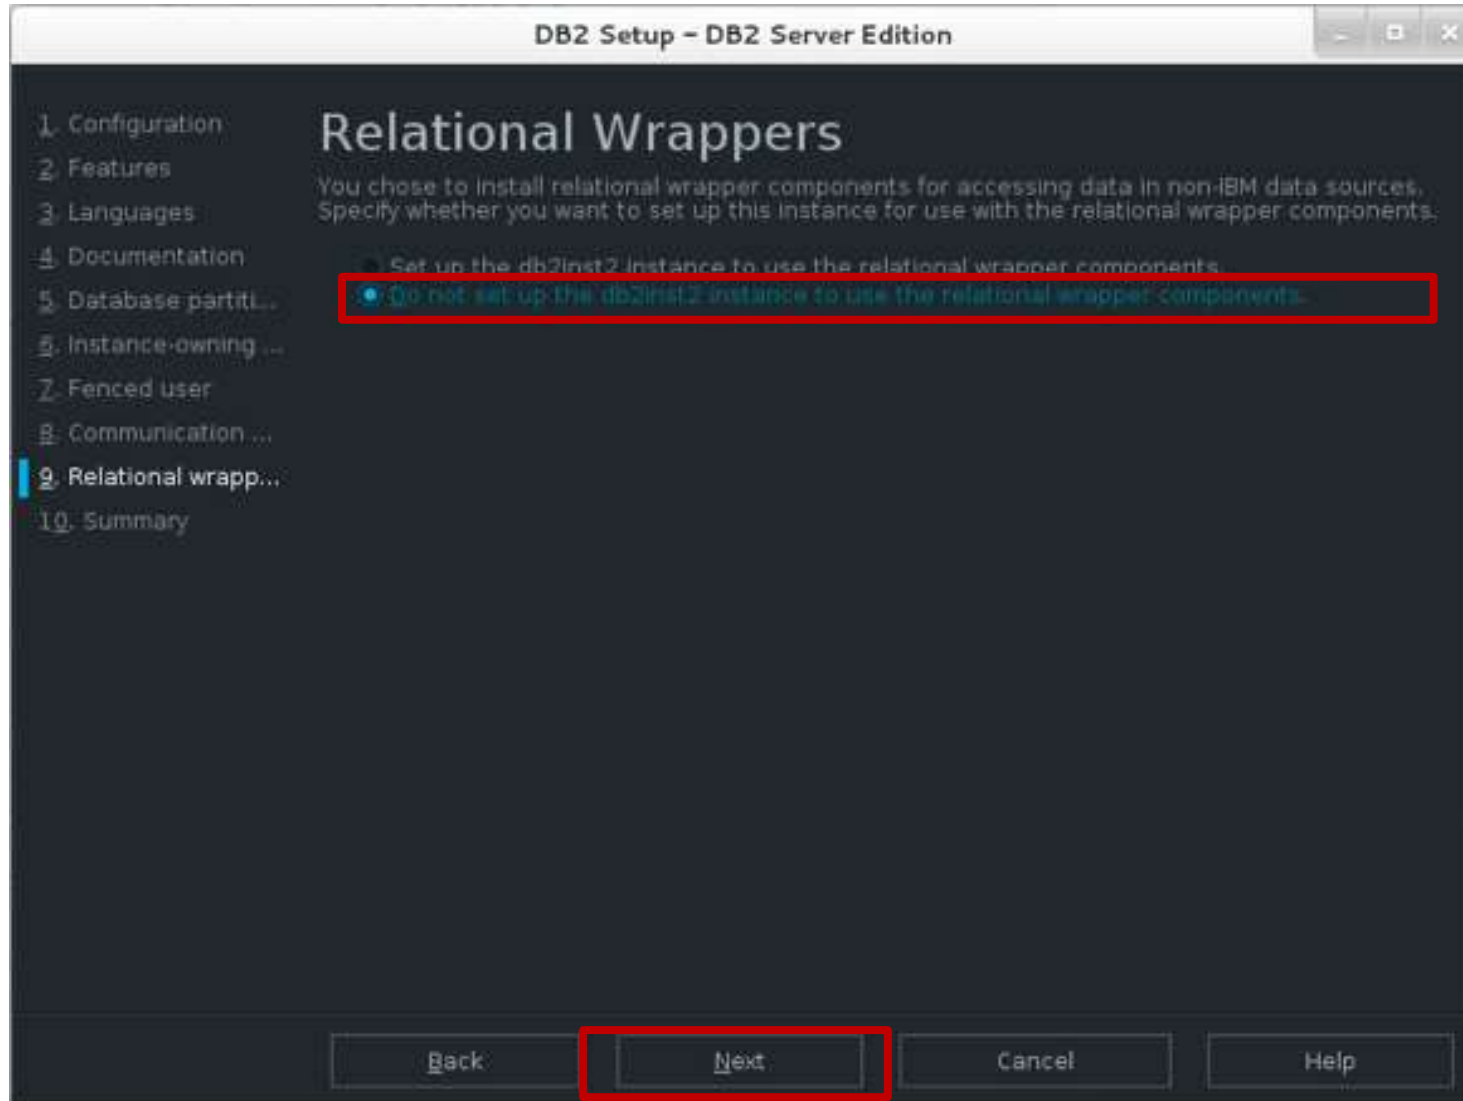 DB2 Setup – DB2 Server Edition
1. Configuration
2. Features
3. Languages
4. Documentation
5. Database partiti...
6. Instance-owning ...
7. Fenced user
8. Communication ...
9. Relational wrapp...
10. Summary
Relational Wrappers
You chose to install relational wrapper components for accessing data in non-IBM data sources.
Specify whether you want to set up this instance for use with the relational wrapper components.
Set up the db2inst2 instance to use the relational wrapper components.
Do not set up the db2inst2 instance to use the relational wrapper components.
Back
Next
Cancel
Help